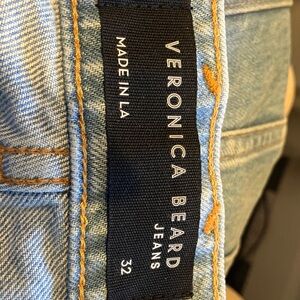 VERONICA BEARD
JEANS
MADE IN LA
32